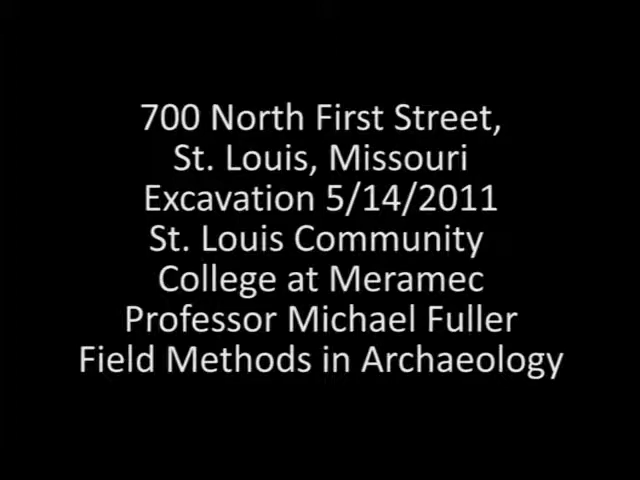 700 North First Street,
St. Louis, Missouri
Excavation 5/14/2011
St. Louis Community
College at Meramec
Professor Michael Fuller
Field Methods in Archaeology